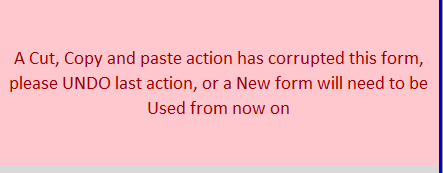 A Cut, Copy and paste action has corrupted this form,
please UNDO last action, or a New form will need to be
Used from now on